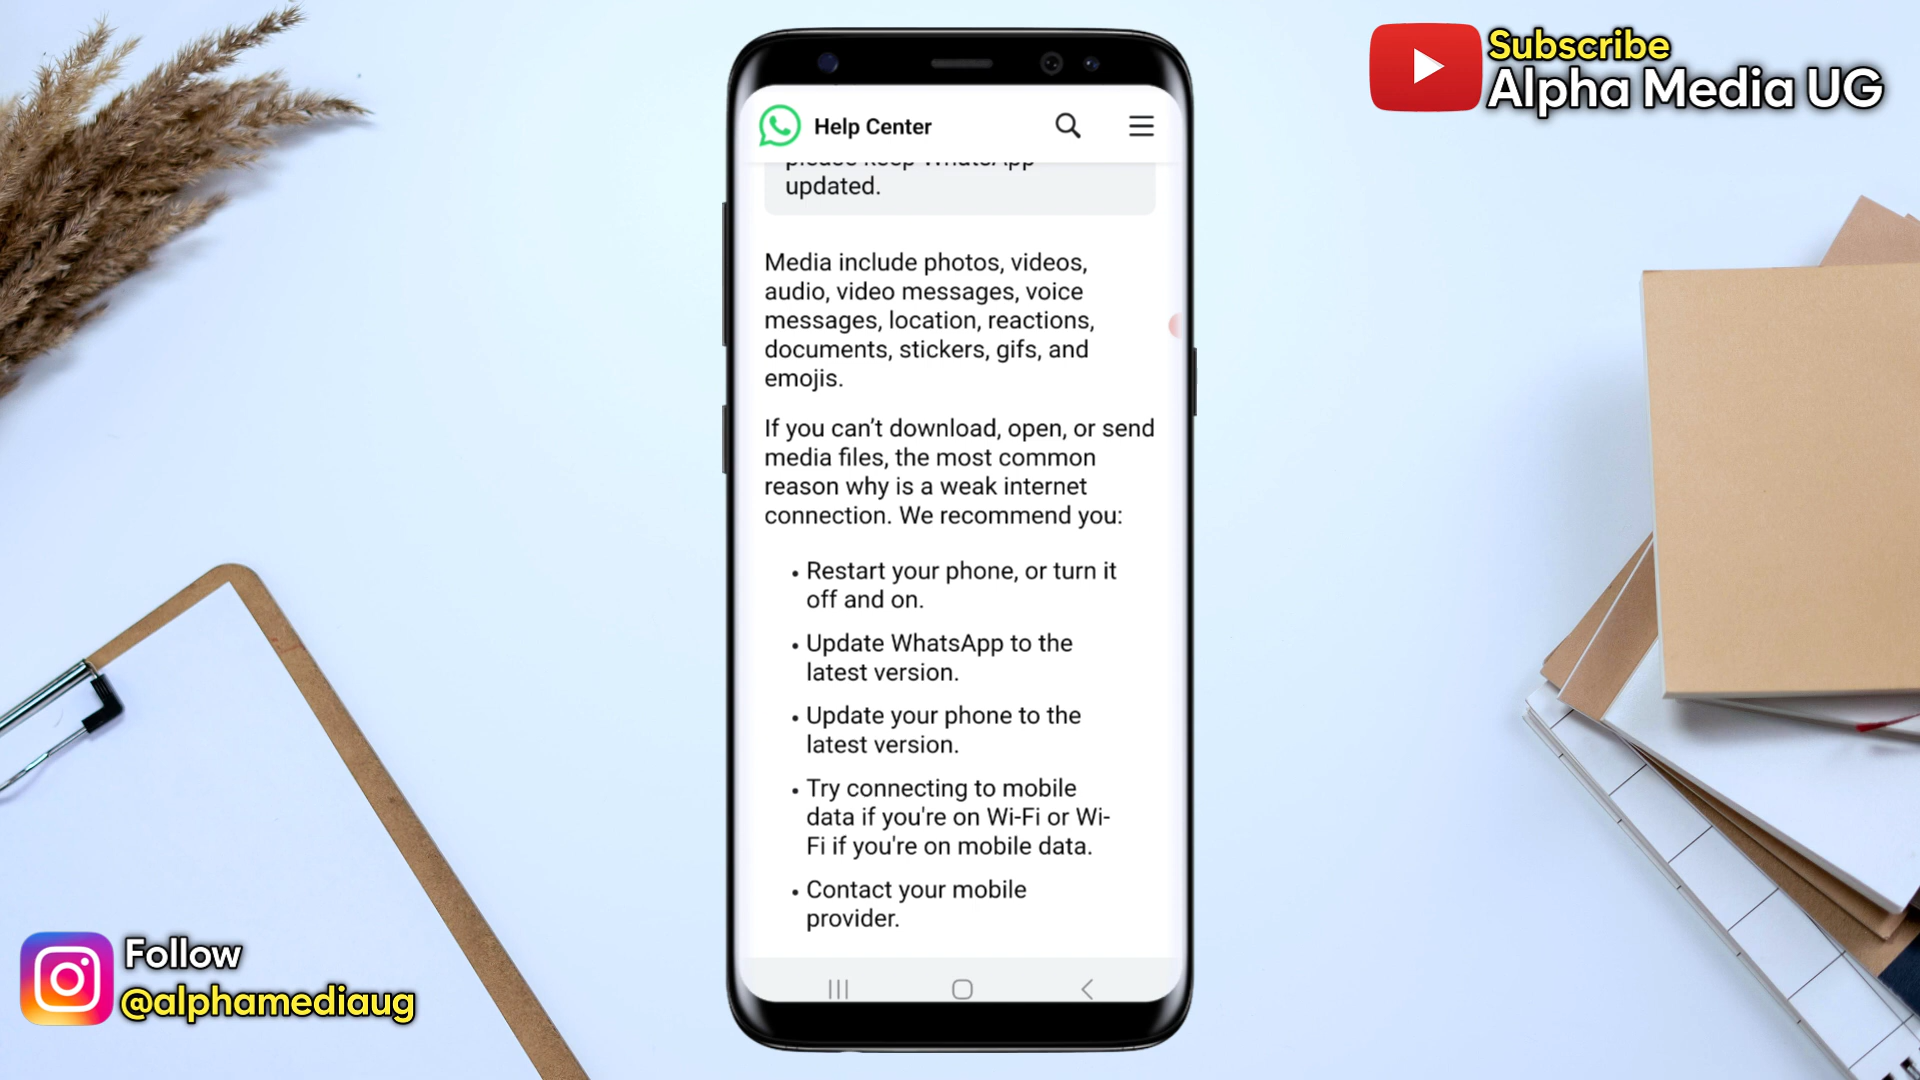 Subscribe
Alpha Media UG
Help Center
please keep WhatsApp
updated.
Media include photos, videos,
audio, video messages, voice
messages, location, reactions,
documents, stickers, gifs, and
emojis.
If you can’t download, open, or send
media files, the most common
reason why is a weak internet
connection. We recommend you:
• Restart your phone, or turn it
off and on.
• Update WhatsApp to the
latest version.
• Update your phone to the
latest version.
• Try connecting to mobile
data if you're on Wi-Fi or Wi-
Fi if you're on mobile data.
• Contact your mobile
provider.
Follow
@alphamediaug